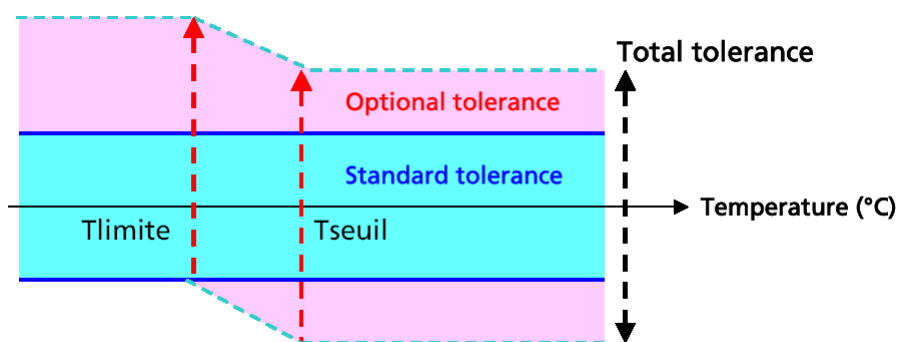 Total tolerance
Optional tolerance
Standard tolerance
Temperature (°C)
Tlimite
Tseuil